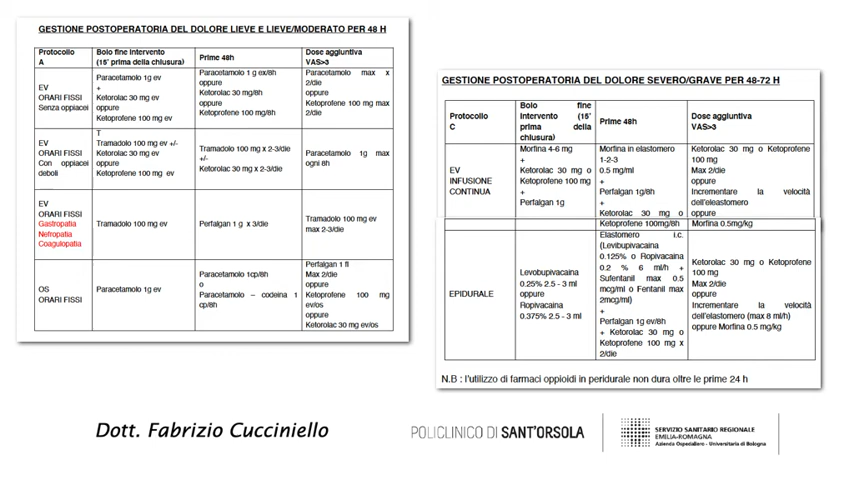 GESTIONE POSTOPERATORIA DEL DOLORE LIEVE E LIEVE/MODERATO PER 48 H
Protocollo
A
Bolo fine Intervento
(15' prima della chiusura)
Prime 48h
Dose aggiuntiva
VAS>3
EV
ORARI FISSI
Senza oppiacei
Paracetamolo 1g ev
+
Ketorolac 30 mg ev
oppure
Ketoprofene 100 mg ev
Paracetamolo 1 g ex/8h
oppure
Ketorolac 30 mg/8h
oppure
Ketoprofene 100 mg/8h
Paracetamolo max x
2/die
oppure
Ketoprofene 100 mg max
2/die
EV
ORARI FISSI
Con oppiacei
deboli
T
Tramadolo 100 mg ev +/-
Ketorolac 30 mg ev
oppure
Ketoprofene 100 mg ev
Tramadolo 100 mg x 2-3/die
+/-
Ketorolac 30 mg x 2-3/die
Paracetamolo 1g max
ogni 8h
EV
ORARI FISSI
Gastropatia
Nefropatia
Coagulopatia
Tramadolo 100 mg ev
Perfalgan 1 g x 3/die
Tramadolo 100 mg ev
max 2-3/die
OS
ORARI FISSI
Paracetamolo 1g ev
Paracetamolo 1cp/8h
o
Paracetamolo – codeina 1
cp/8h
Perfalgan 1 fl
Max 2/die
oppure
Ketoprofene 100 mg
ev/os
oppure
Ketorolac 30 mg ev/os
GESTIONE POSTOPERATORIA DEL DOLORE SEVERO/GRAVE PER 48-72 H
Protocollo
C
Bolo fine
Intervento (15'
prima della
chiusura)
Prime 48h
Dose aggiuntiva
VAS>3
EV
INFUSIONE
CONTINUA
Morfina 4-6 mg
+
Ketorolac 30 mg o
Ketoprofene 100 mg
+
Perfalgan 1g
Morfina in elastomero
1-2-3
0.5 mg/ml
+
Perfalgan 1g/8h
+
Ketorolac 30 mg o
Ketoprofene 100mg/8h
Ketorolac 30 mg o Ketoprofene
100 mg
Max 2/die
oppure
Incrementare la velocità
dell'eleastomero
oppure
Morfina 0.5mg/kg
EPIDURALE
Levobupivacaina
0.25% 2.5 - 3 ml
oppure
Ropivacaina
0.375% 2.5 - 3 ml
Elastomero i.c.
(Levibupivacaina
0.125% o Ropivacaina
0.2 % 6 ml/h +
Sufentanil max 0.5
mcg/ml o Fentanil max
2mcg/ml)
+
Perfalgan 1g ev/8h
+ Ketorolac 30 mg o
Ketoprofene 100 mg x
2/die
Ketorolac 30 mg o Ketoprofene
100 mg
Max 2/die
oppure
Incrementare la velocità
dell'elastomero (max 8 ml/h)
oppure Morfina 0.5 mg/kg
N.B : l'utilizzo di farmaci oppioidi in peridurale non dura oltre le prime 24 h
Dott. Fabrizio Cucciniello
POLICLINICO DI SANT'ORSOLA
SERVIZIO SANITARIO REGIONALE
EMILIA-ROMAGNA
Azienda Ospedaliero - Universitaria di Bologna